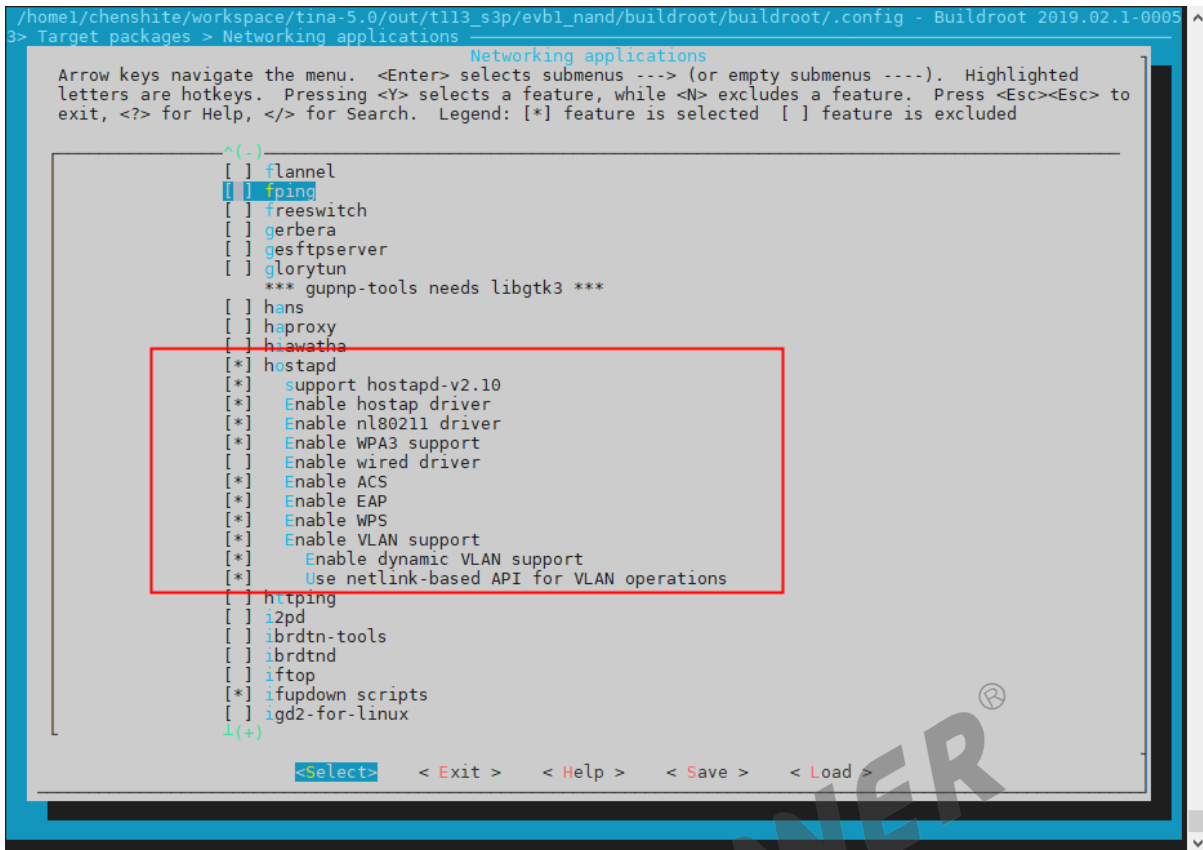 /home1/chenshite/workspace/tina-5.0/out/t113_s3p/evb1_nand/buildroot/buildroot/.config - Buildroot 2019.02.1-0005
3> Target packages > Networking applications
Networking applications
Arrow keys navigate the menu.  <Enter> selects submenus ---> (or empty submenus ----).  Highlighted
letters are hotkeys.  Pressing <Y> selects a feature, while <N> excludes a feature.  Press <Esc><Esc> to
exit, <?> for Help, </> for Search.  Legend: [*] feature is selected  [ ] feature is excluded
^(-)
[ ] flannel
[ ] fping
[ ] freeswitch
[ ] gerbera
[ ] gesftpserver
[ ] glorytun
*** gupnp-tools needs libgtk3 ***
[ ] hans
[ ] haproxy
[ ] hiawatha
[*] hostapd
[*]   support hostapd-v2.10
[*]   Enable hostap driver
[*]   Enable nl80211 driver
[*]   Enable WPA3 support
[ ]   Enable wired driver
[*]   Enable ACS
[*]   Enable EAP
[*]   Enable WPS
[*]   Enable VLAN support
[*]     Enable dynamic VLAN support
[*]     Use netlink-based API for VLAN operations
[ ] httping
[ ] i2pd
[ ] ibrdtn-tools
[ ] ibrdtnd
[ ] iftop
[*] ifupdown scripts
[ ] igd2-for-linux
┴(+)
<Select>    < Exit >    < Help >    < Save >    < Load >